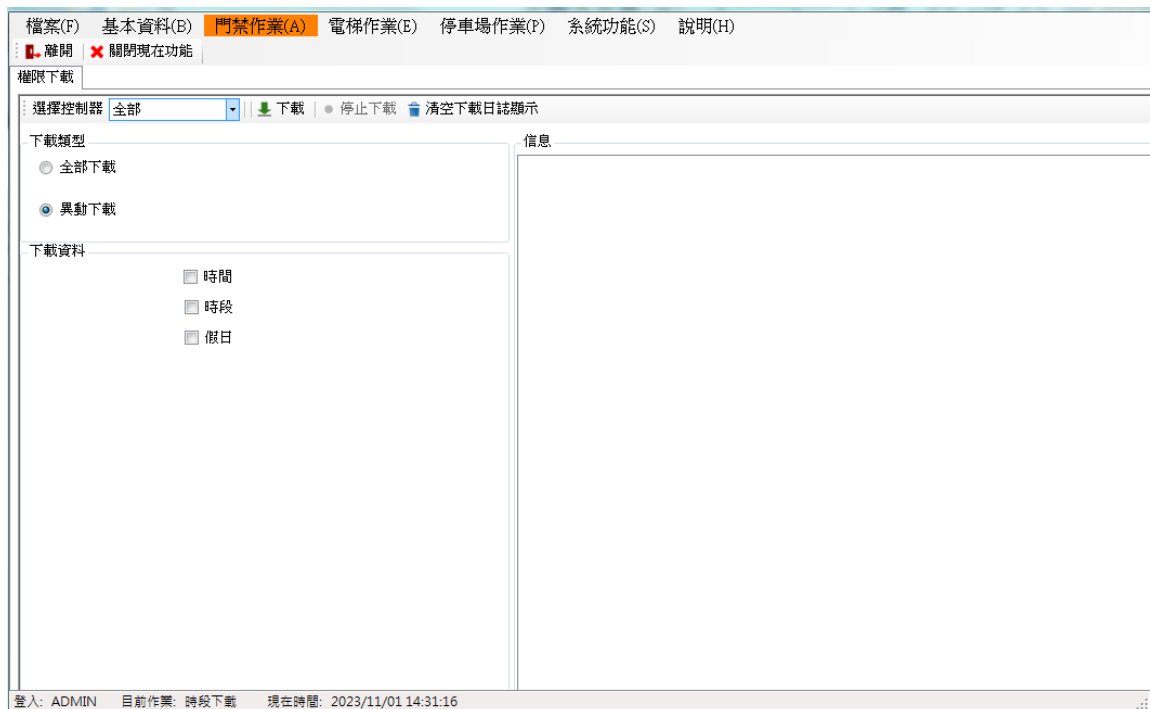 檔案(F) 基本資料(B) 門禁作業(A) 電梯作業(E) 停車場作業(P) 系統功能(S) 說明(H)
離開 關閉現在功能
權限下載
選擇控制器 全部 下載 停止下載 清空下載日誌顯示
下載類型 信息
全部下載
異動下載
下載資料
時間
時段
假日
登入: ADMIN 目前作業: 時段下載 現在時間: 2023/11/01 14:31:16